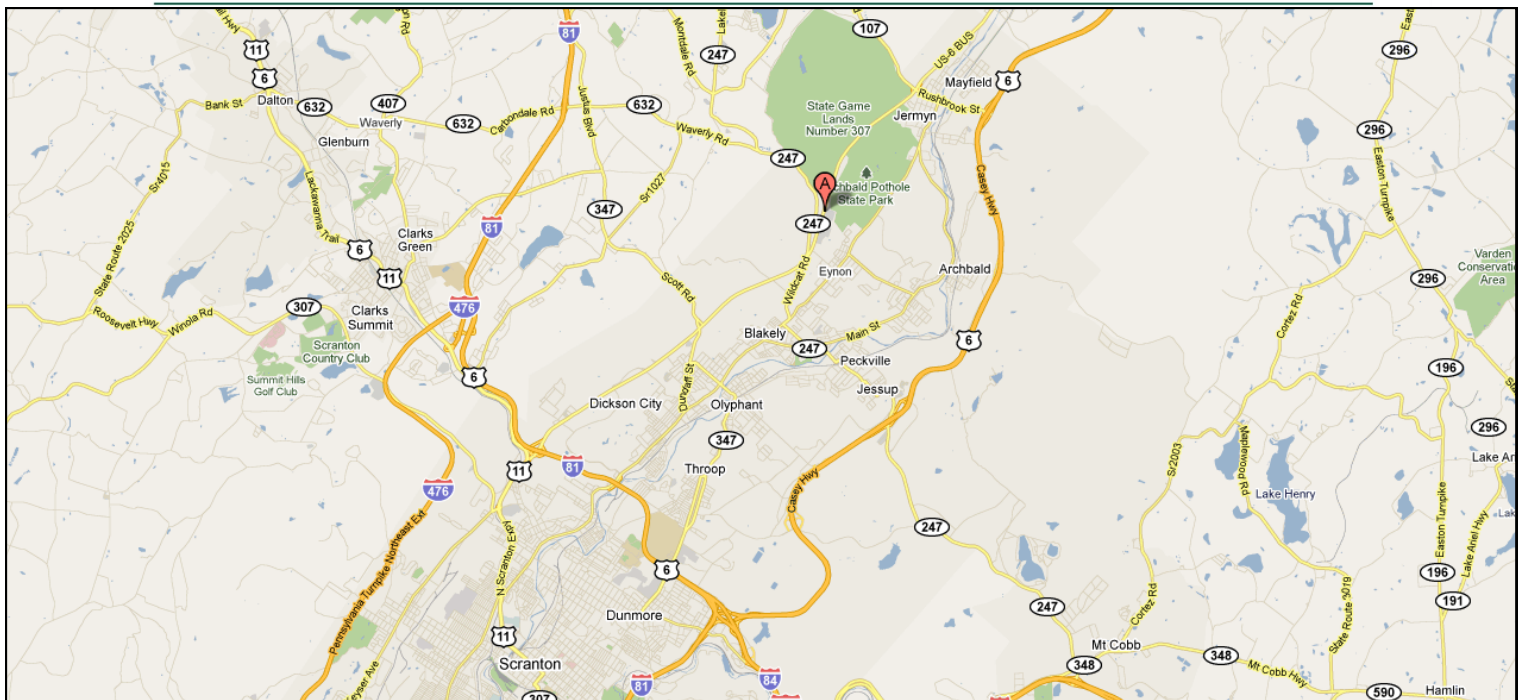 11
6
Dalton
Bank St
632
407
Waverly
632
Carbondale Rd
Glenburn
81
Justus Blvd
632
Waverly Rd
Montdale Rd
247
107
US-6 BUS
Mayfield
6
Rushbrook St
Jermyn
State Game
Lands
Number 307
247
A
chbald Pothole
State Park
247
Casey Hwy
296
296
Easton Turnpike
Sr4015
State Route 2025
Lackawanna Trail
Clarks
Green
6
11
81
347
Sr1027
Scott Rd
Wildcat Rd
Eynon
Archbald
Varden
Conservati
Area
296
Cortez Rd
Roosevelt Hwy
Winola Rd
307
Clarks
Summit
476
Scranton
Country Club
Summit Hills
Golf Club
6
Blakely
247
Main St
Peckville
Jessup
6
196
Dickson City
Dundaff St
Olyphant
347
Throop
11
81
476
Casey Hwy
247
Sr2003
Maplewood Rd
Lake Henry
296
Lake Ar
Pennsylvania Turnpike Northeast Ext
N Scranton Expy
6
Dunmore
11
Scranton
Keyser Ave
307
81
84
247
Cortez Rd
Mt Cobb
348
348
Mt Cobb Hwy
State Route 3019
Easton Turnpike
196
Lake Ariel Hwy
191
590
Hamlin